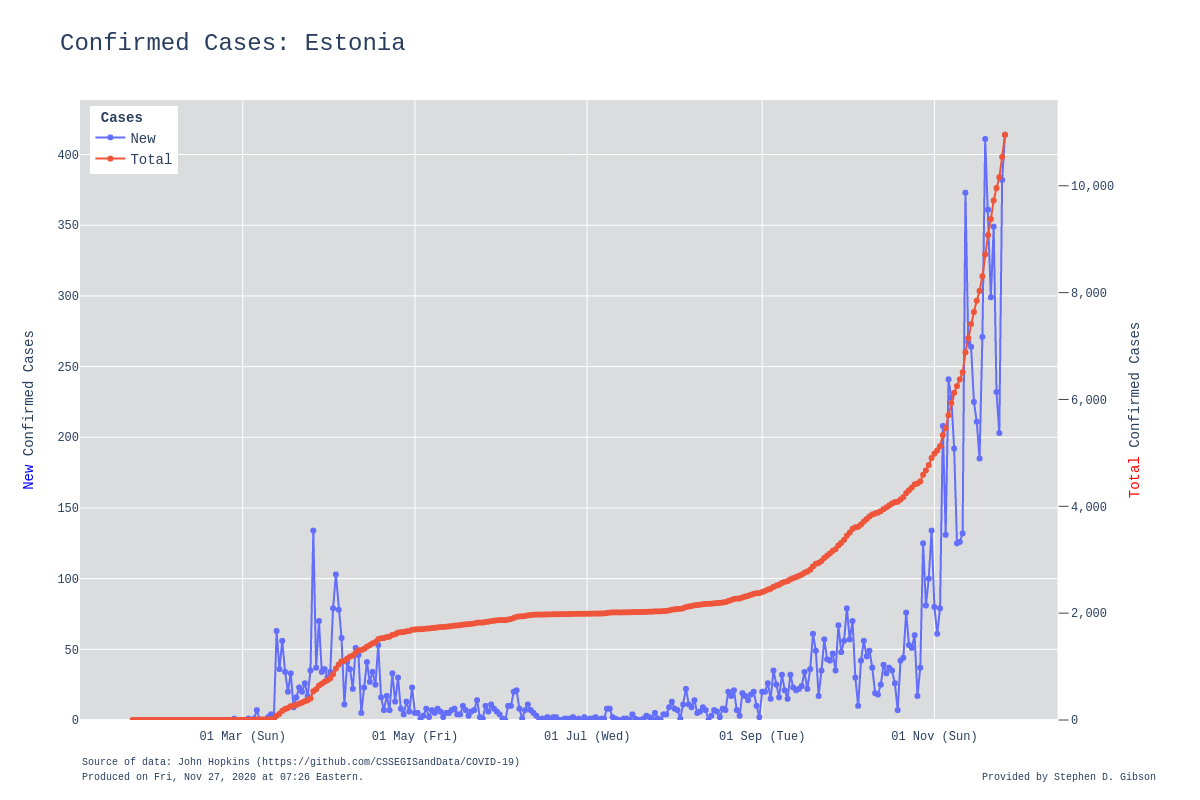 Confirmed Cases: Estonia
Cases
New
Total
400
350
300
250
200
150
100
50
0
10,000
8,000
6,000
4,000
2,000
0
New Confirmed Cases
Total Confirmed Cases
01 Mar (Sun)
01 May (Fri)
01 Jul (Wed)
01 Sep (Tue)
01 Nov (Sun)
Source of data: John Hopkins (https://github.com/CSSEGISandData/COVID-19)
Produced on Fri, Nov 27, 2020 at 07:26 Eastern.
Provided by Stephen D. Gibson